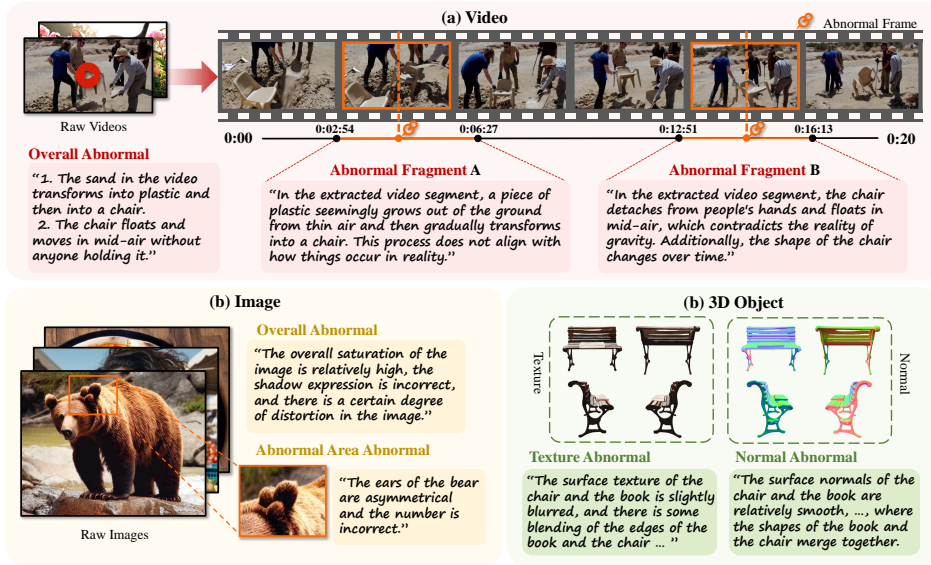 (a) Video
Abnormal Frame
Raw Videos
0:00
0:02:54
0:06:27
0:12:51
0:16:13
0:20
Overall Abnormal
“1. The sand in the video
transforms into plastic and
then into a chair.
2. The chair floats and
moves in mid-air without
anyone holding it.”
Abnormal Fragment A
“In the extracted video segment, a piece of
plastic seemingly grows out of the ground
from thin air and then gradually transforms
into a chair. This process does not align with
how things occur in reality.”
Abnormal Fragment B
“In the extracted video segment, the chair
detaches from people's hands and floats in
mid-air, which contradicts the reality of
gravity. Additionally, the shape of the chair
changes over time.”
(b) Image
Raw Images
Overall Abnormal
“The overall saturation of the
image is relatively high, the
shadow expression is incorrect,
and there is a certain degree
of distortion in the image.”
Abnormal Area Abnormal
“The ears of the bear
are asymmetrical
and the number is
incorrect.”
(b) 3D Object
Texture
Normal
Texture Abnormal
“The surface texture of the
chair and the book is slightly
blurred, and there is some
blending of the edges of the
book and the chair ... ”
Normal Abnormal
“The surface normals of the
chair and the book are
relatively smooth, ..., where
the shapes of the book and
the chair merge together.